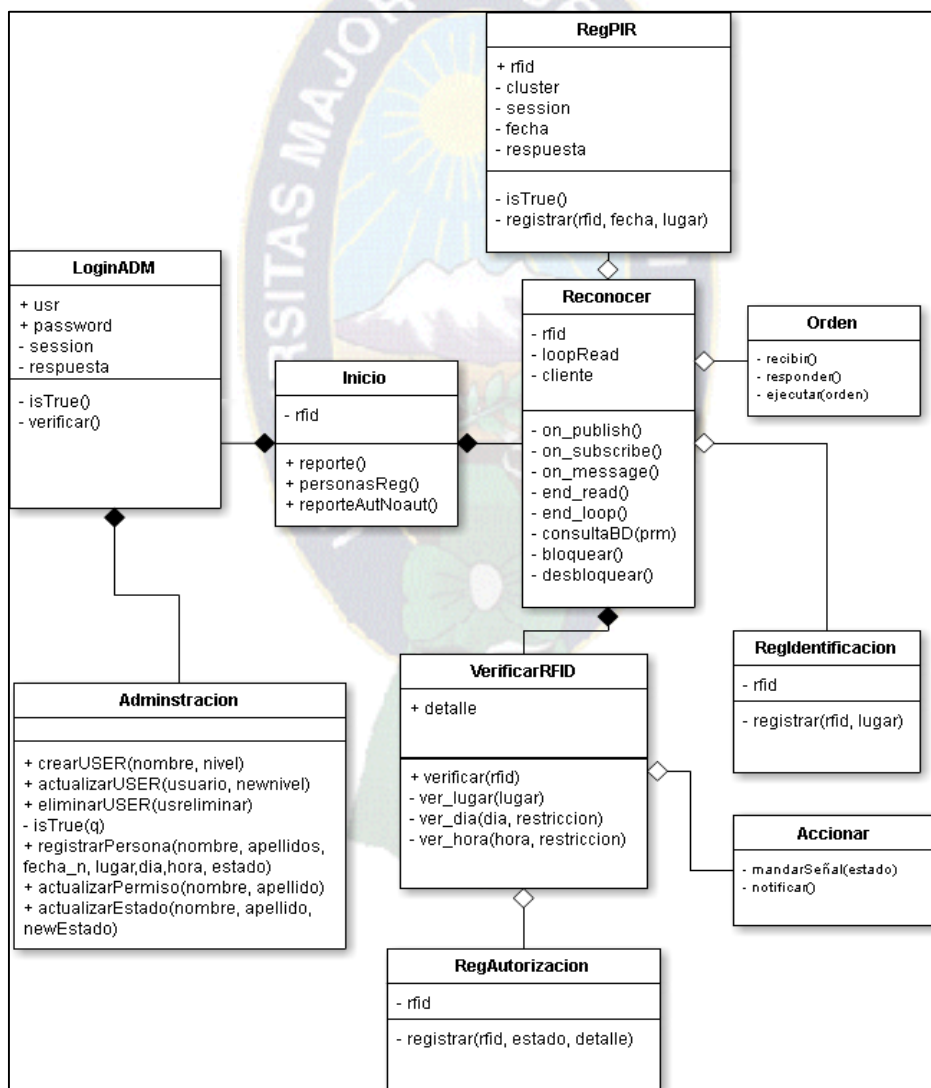 RegPIR
+ rfid
- cluster
- session
- fecha
- respuesta
- isTrue()
- registrar(rfid, fecha, lugar)
LoginADM
+ usr
+ password
- session
- respuesta
- isTrue()
- verificar()
Inicio
- rfid
+ reporte()
+ personasReg()
+ reporteAutNoaut()
Reconocer
- rfid
- loopRead
- cliente
- on_publish()
- on_subscribe()
- on_message()
- end_read()
- end_loop()
- consultaBD(prm)
- bloquear()
- desbloquear()
Orden
- recibir()
- responder()
- ejecutar(orden)
RegIdentificacion
- rfid
- registrar(rfid, lugar)
Adminstracion
+ crearUSER(nombre, nivel)
+ actualizarUSER(usuario, newnivel)
+ eliminarUSER(usreliminar)
- isTrue(q)
+ registrarPersona(nombre, apellidos,
fecha_n, lugar,dia,hora, estado)
+ actualizarPermiso(nombre, apellido)
+ actualizarEstado(nombre, apellido,
newEstado)
VerificarRFID
+ detalle
+ verificar(rfid)
- ver_lugar(lugar)
- ver_dia(dia, restriccion)
- ver_hora(hora, restriccion)
Accionar
- mandarSeñal(estado)
- notificar()
RegAutorizacion
- rfid
- registrar(rfid, estado, detalle)